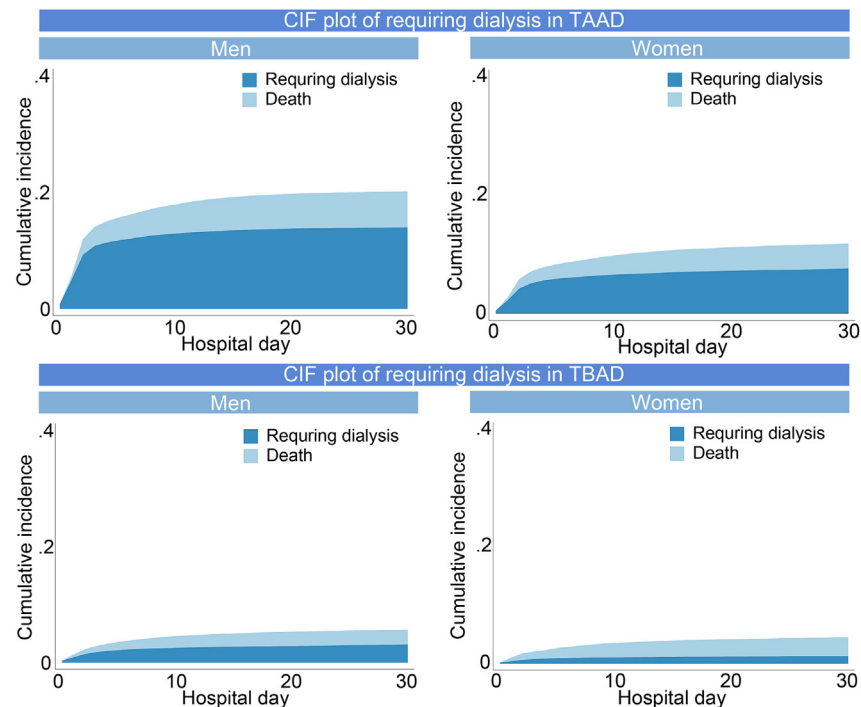 CIF plot of requiring dialysis in TAAD
Men
Women
.4
.2
0
Cumulative incidence
Requring dialysis
Death
0 10 20 30
Hospital day
.4
.2
0
Cumulative incidence
Requring dialysis
Death
0 10 20 30
Hospital day
CIF plot of requiring dialysis in TBAD
Men
Women
.4
.2
0
Cumulative incidence
Requring dialysis
Death
0 10 20 30
Hospital day
.4
.2
0
Cumulative incidence
Requring dialysis
Death
0 10 20 30
Hospital day